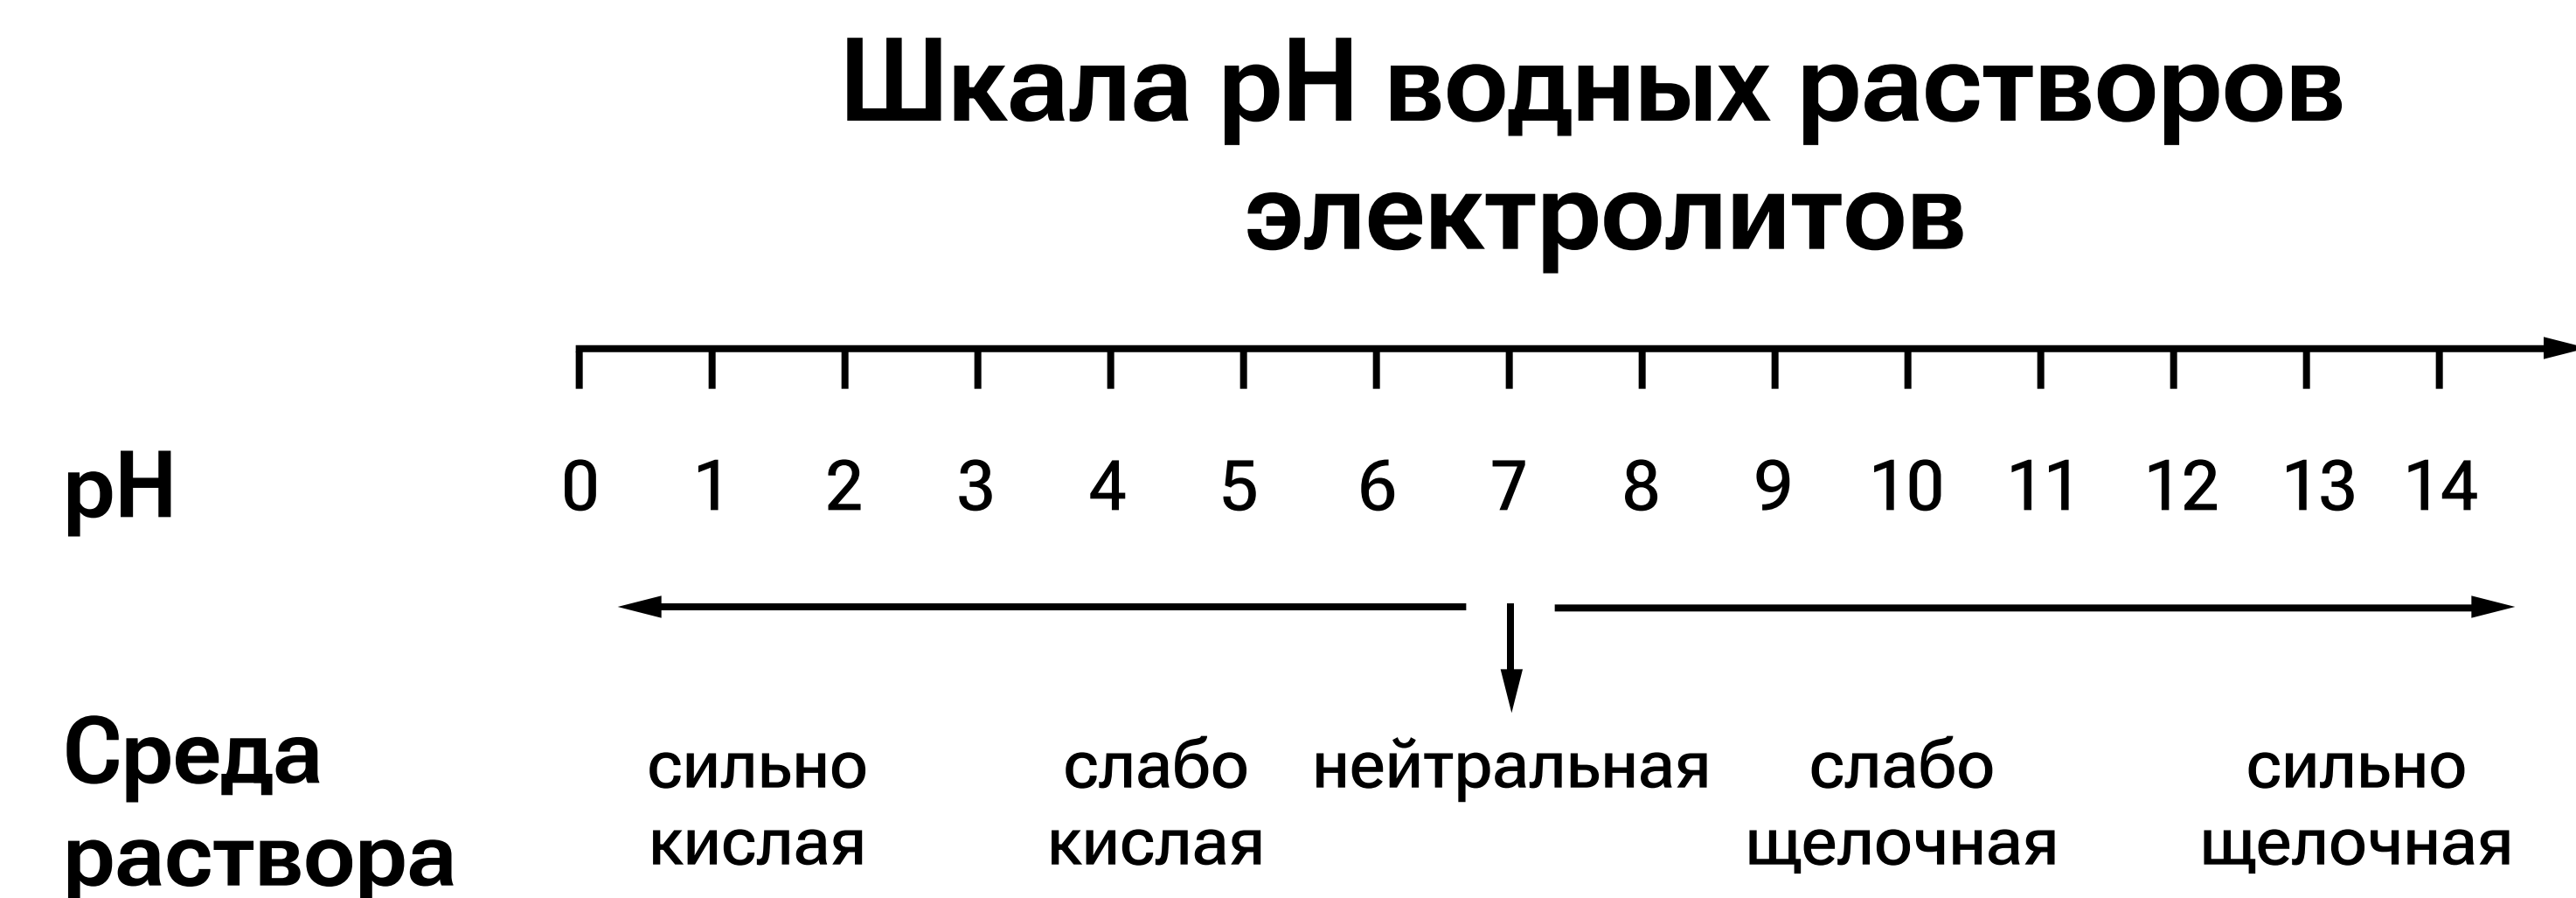 Шкала pH водных растворов
электролитов
pH 0 1 2 3 4 5 6 7 8 9 10 11 12 13 14
Среда сильно слабо нейтральная слабо сильно
раствора кислая кислая щелочная щелочная